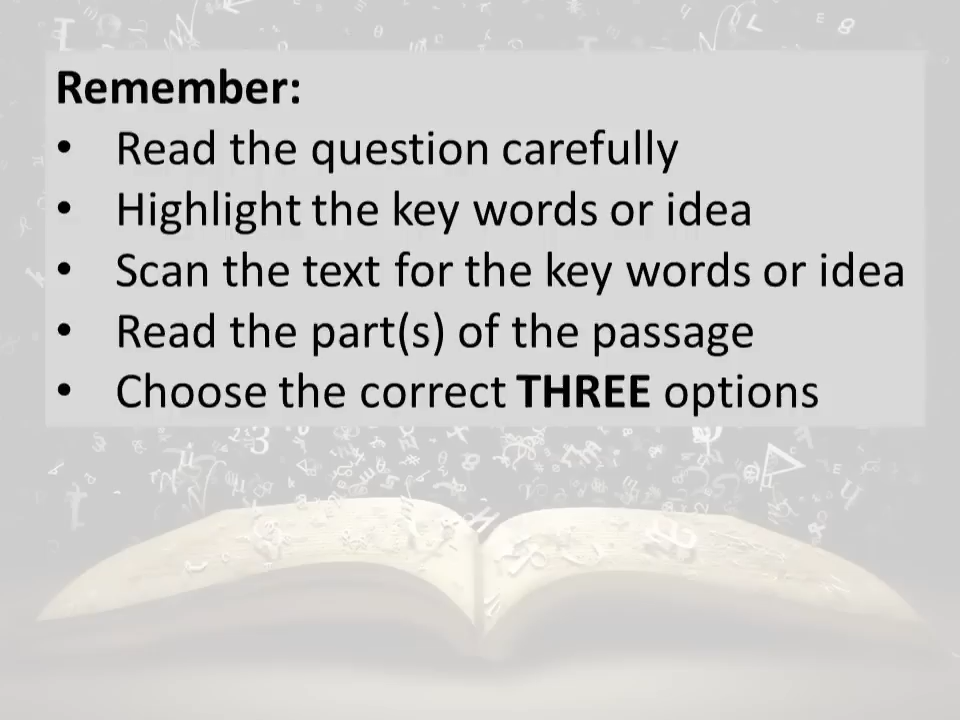 Remember:
• Read the question carefully
• Highlight the key words or idea
• Scan the text for the key words or idea
• Read the part(s) of the passage
• Choose the correct THREE options